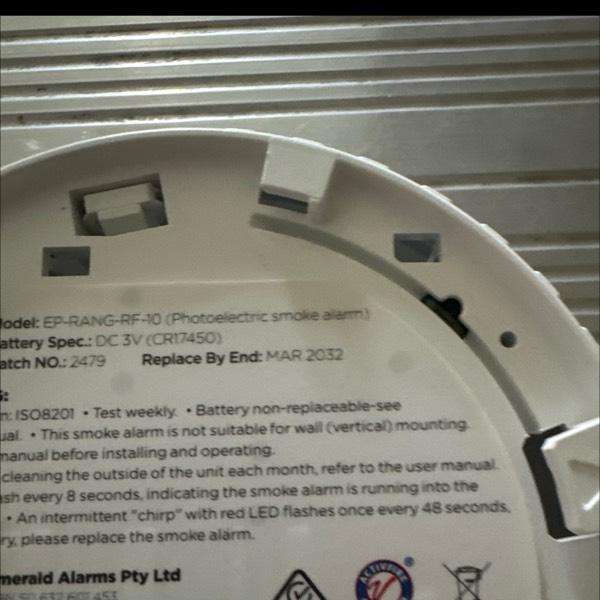 odel: EP-RANG-RF-10 (Photoelectric smoke alarm)
attery Spec.: DC 3V (CR17450)
atch NO.: 2479 Replace By End: MAR 2032
s:
n: ISO8201 • Test weekly. • Battery non-replaceable-see
ual. • This smoke alarm is not suitable for wall (vertical) mounting.
manual before installing and operating.
cleaning the outside of the unit each month, refer to the user manual.
ash every 8 seconds, indicating the smoke alarm is running into the
• An intermittent "chirp" with red LED flashes once every 48 seconds,
ry, please replace the smoke alarm.
merald Alarms Pty Ltd
ACTIVFIRE
®